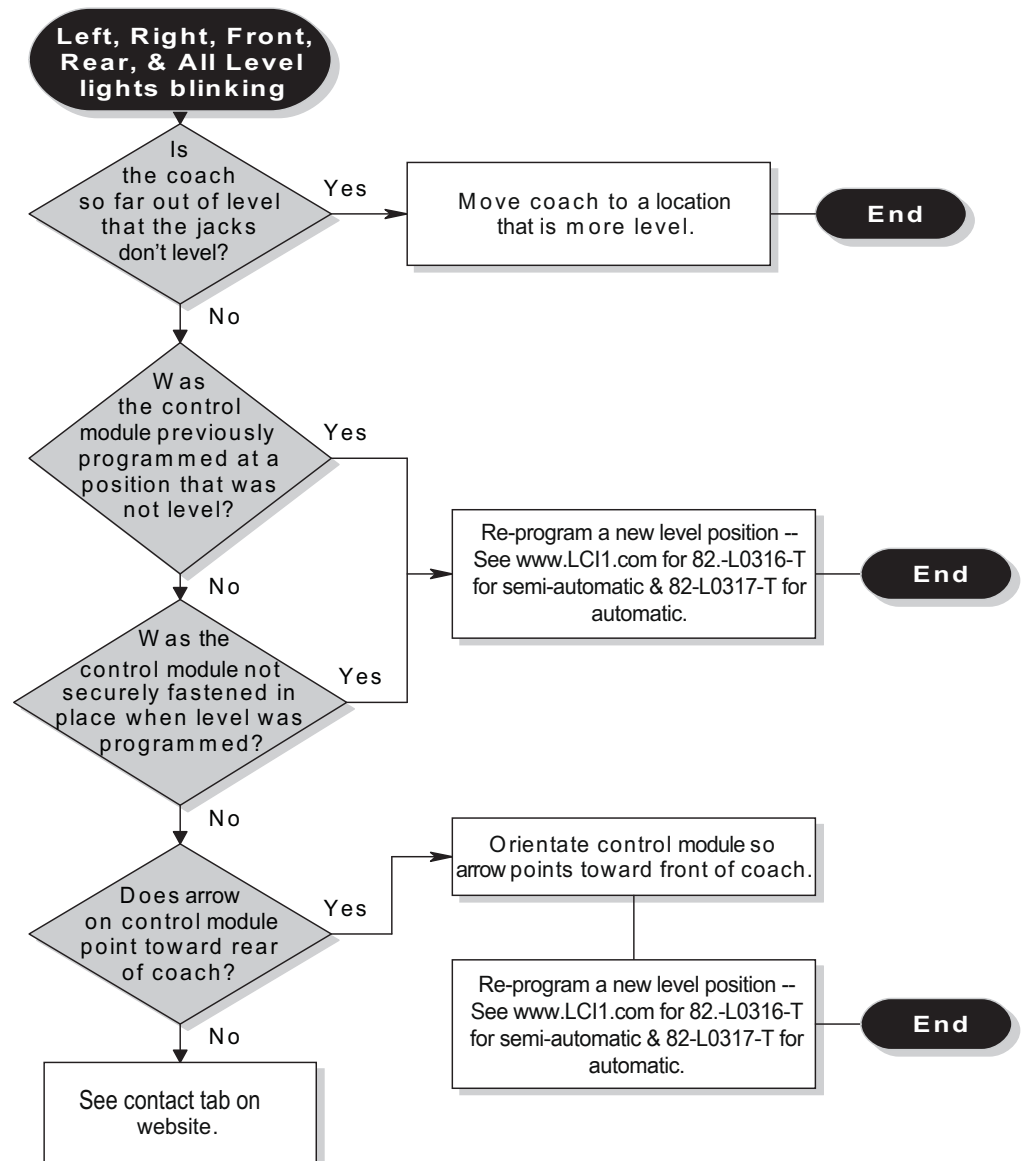 Left, Right, Front,
Rear, & All Level
lights blinking
Is
the coach
so far out of level
that the jacks
don't level?
Yes
Move coach to a location
that is more level.
End
No
Was
the control
module previously
programmed at a
position that was
not level?
Yes
Re-program a new level position --
See www.LCI1.com for 82.-L0316-T
for semi-automatic & 82-L0317-T for
automatic.
End
No
Was the
control module not
securely fastened in
place when level was
programmed?
Yes
No
Does arrow
on control module
point toward rear
of coach?
Yes
Orientate control module so
arrow points toward front of coach.
Re-program a new level position --
See www.LCI1.com for 82.-L0316-T
for semi-automatic & 82-L0317-T for
automatic.
End
No
See contact tab on
website.